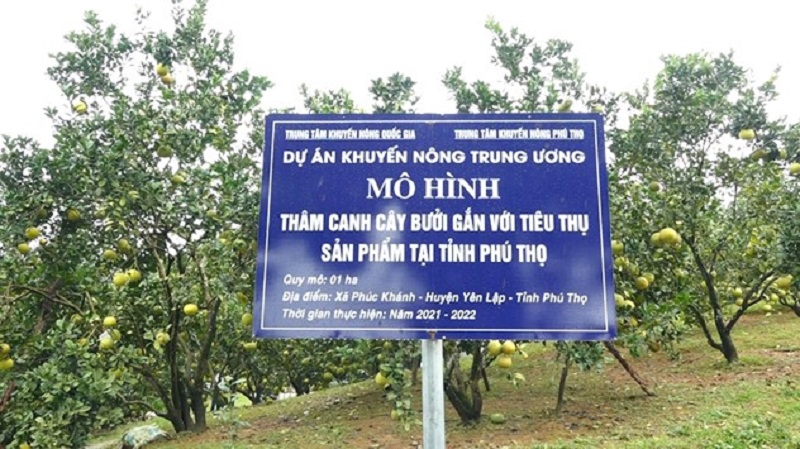 TRUNG TÂM KHUYẾN NÔNG QUỐC GIA TRUNG TÂM KHUYẾN NÔNG PHÚ THỌ
DỰ ÁN KHUYẾN NÔNG TRUNG ƯƠNG
MÔ HÌNH
THÂM CANH CÂY BƯỞI GẮN VỚI TIÊU THỤ
SẢN PHẨM TẠI TỈNH PHÚ THỌ
Quy mô: 01 ha
Địa điểm: Xã Phúc Khánh - Huyện Yên Lập - Tỉnh Phú Thọ
Thời gian thực hiện: Năm 2021 - 2022